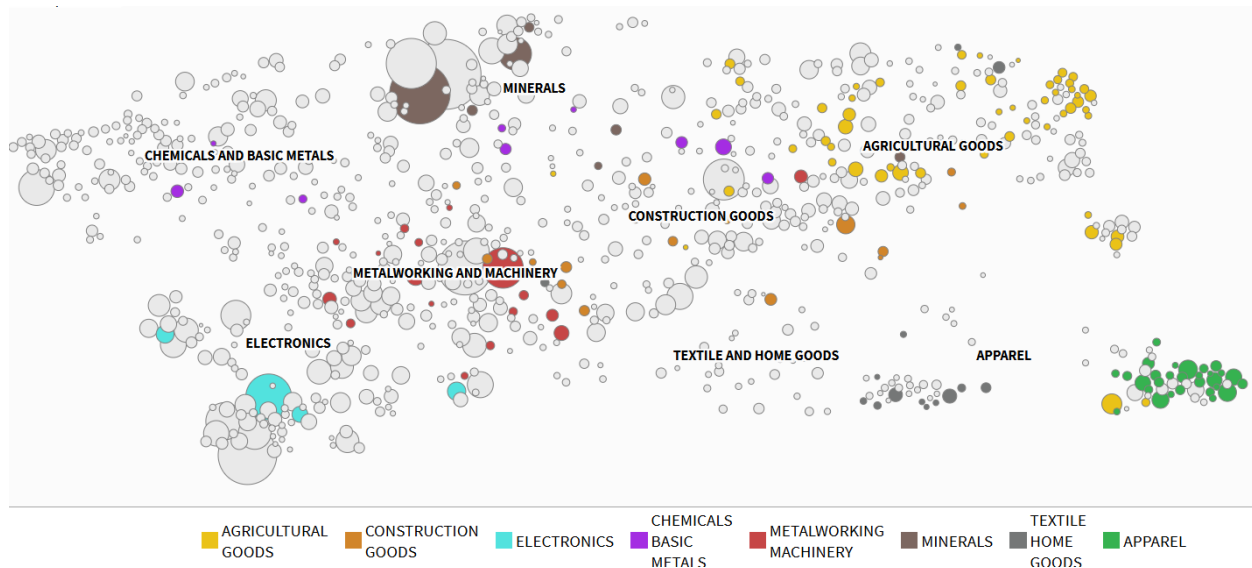 MINERALS
CHEMICALS AND BASIC METALS
AGRICULTURAL GOODS
CONSTRUCTION GOODS
METALWORKING AND MACHINERY
ELECTRONICS
TEXTILE AND HOME GOODS
APPAREL
AGRICULTURAL
GOODS
CONSTRUCTION
GOODS
ELECTRONICS
CHEMICALS
BASIC
METALS
METALWORKING
MACHINERY
MINERALS
TEXTILE
HOME
GOODS
APPAREL